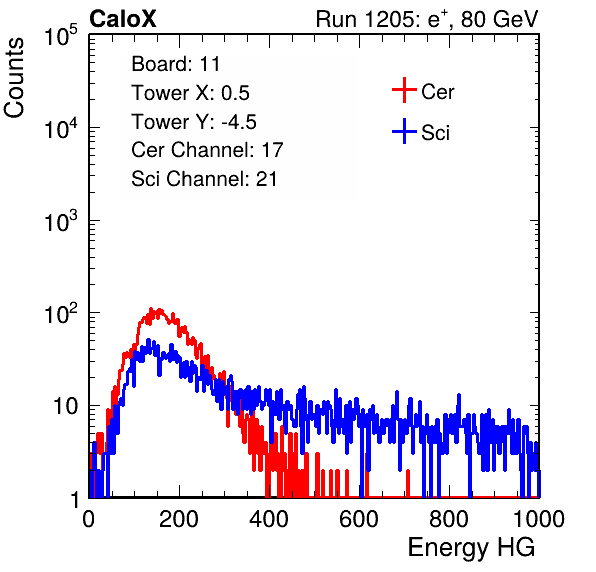 CaloX Run 1205: e⁺, 80 GeV
Counts
Board: 11
Tower X: 0.5
Tower Y: -4.5
Cer Channel: 17
Sci Channel: 21
Cer
Sci
10⁵
10⁴
10³
10²
10
1
0 200 400 600 800 1000
Energy HG